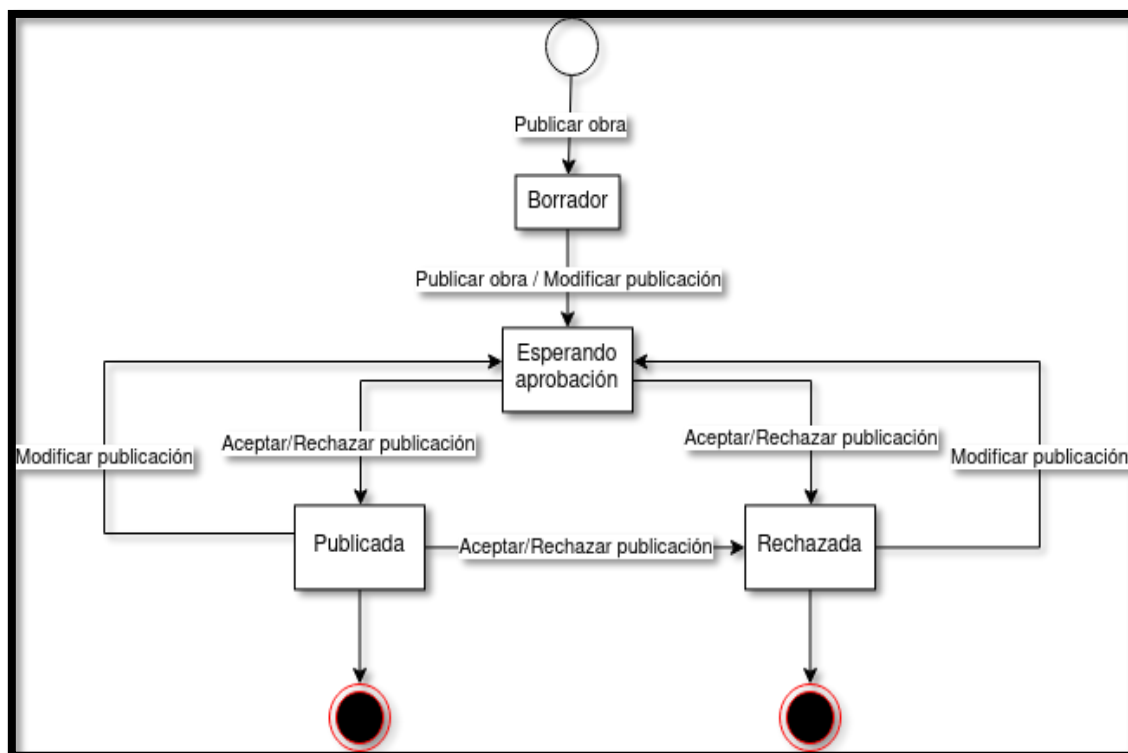 Publicar obra
Borrador
Publicar obra / Modificar publicación
Esperando
aprobación
Aceptar/Rechazar publicación
Aceptar/Rechazar publicación
Modificar publicación
Modificar publicación
Publicada
Aceptar/Rechazar publicación
Rechazada